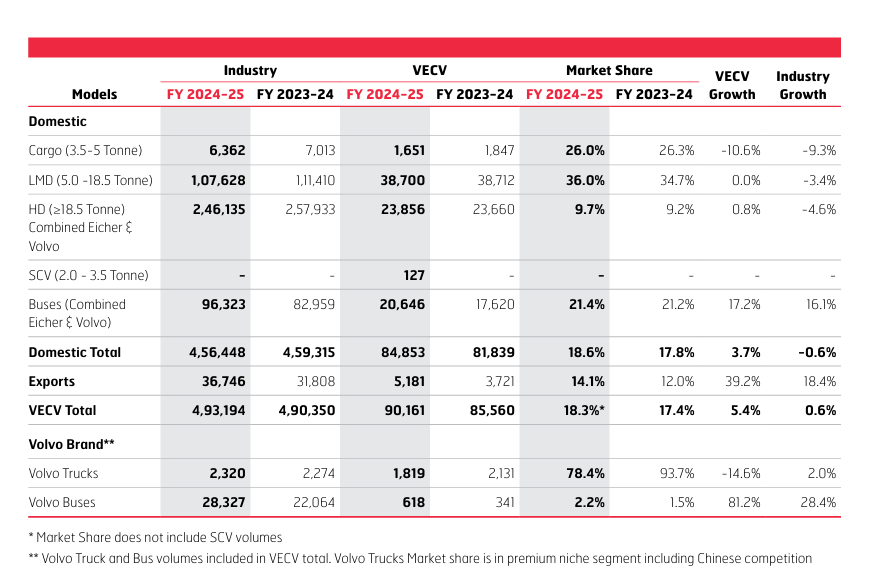 Industry VECV Market Share VECV Growth Industry Growth
Models FY 2024-25 FY 2023-24 FY 2024-25 FY 2023-24 FY 2024-25 FY 2023-24
Domestic
Cargo (3.5-5 Tonne) 6,362 7,013 1,651 1,847 26.0% 26.3% -10.6% -9.3%
LMD (5.0 -18.5 Tonne) 1,07,628 1,11,410 38,700 38,712 36.0% 34.7% 0.0% -3.4%
HD (≥18.5 Tonne) 2,46,135 2,57,933 23,856 23,660 9.7% 9.2% 0.8% -4.6%
Combined Eicher &
Volvo
SCV (2.0 - 3.5 Tonne) - - 127 - - - - -
Buses (Combined 96,323 82,959 20,646 17,620 21.4% 21.2% 17.2% 16.1%
Eicher & Volvo)
Domestic Total 4,56,448 4,59,315 84,853 81,839 18.6% 17.8% 3.7% -0.6%
Exports 36,746 31,808 5,181 3,721 14.1% 12.0% 39.2% 18.4%
VECV Total 4,93,194 4,90,350 90,161 85,560 18.3%* 17.4% 5.4% 0.6%
Volvo Brand**
Volvo Trucks 2,320 2,274 1,819 2,131 78.4% 93.7% -14.6% 2.0%
Volvo Buses 28,327 22,064 618 341 2.2% 1.5% 81.2% 28.4%
* Market Share does not include SCV volumes
** Volvo Truck and Bus volumes included in VECV total. Volvo Trucks Market share is in premium niche segment including Chinese competition